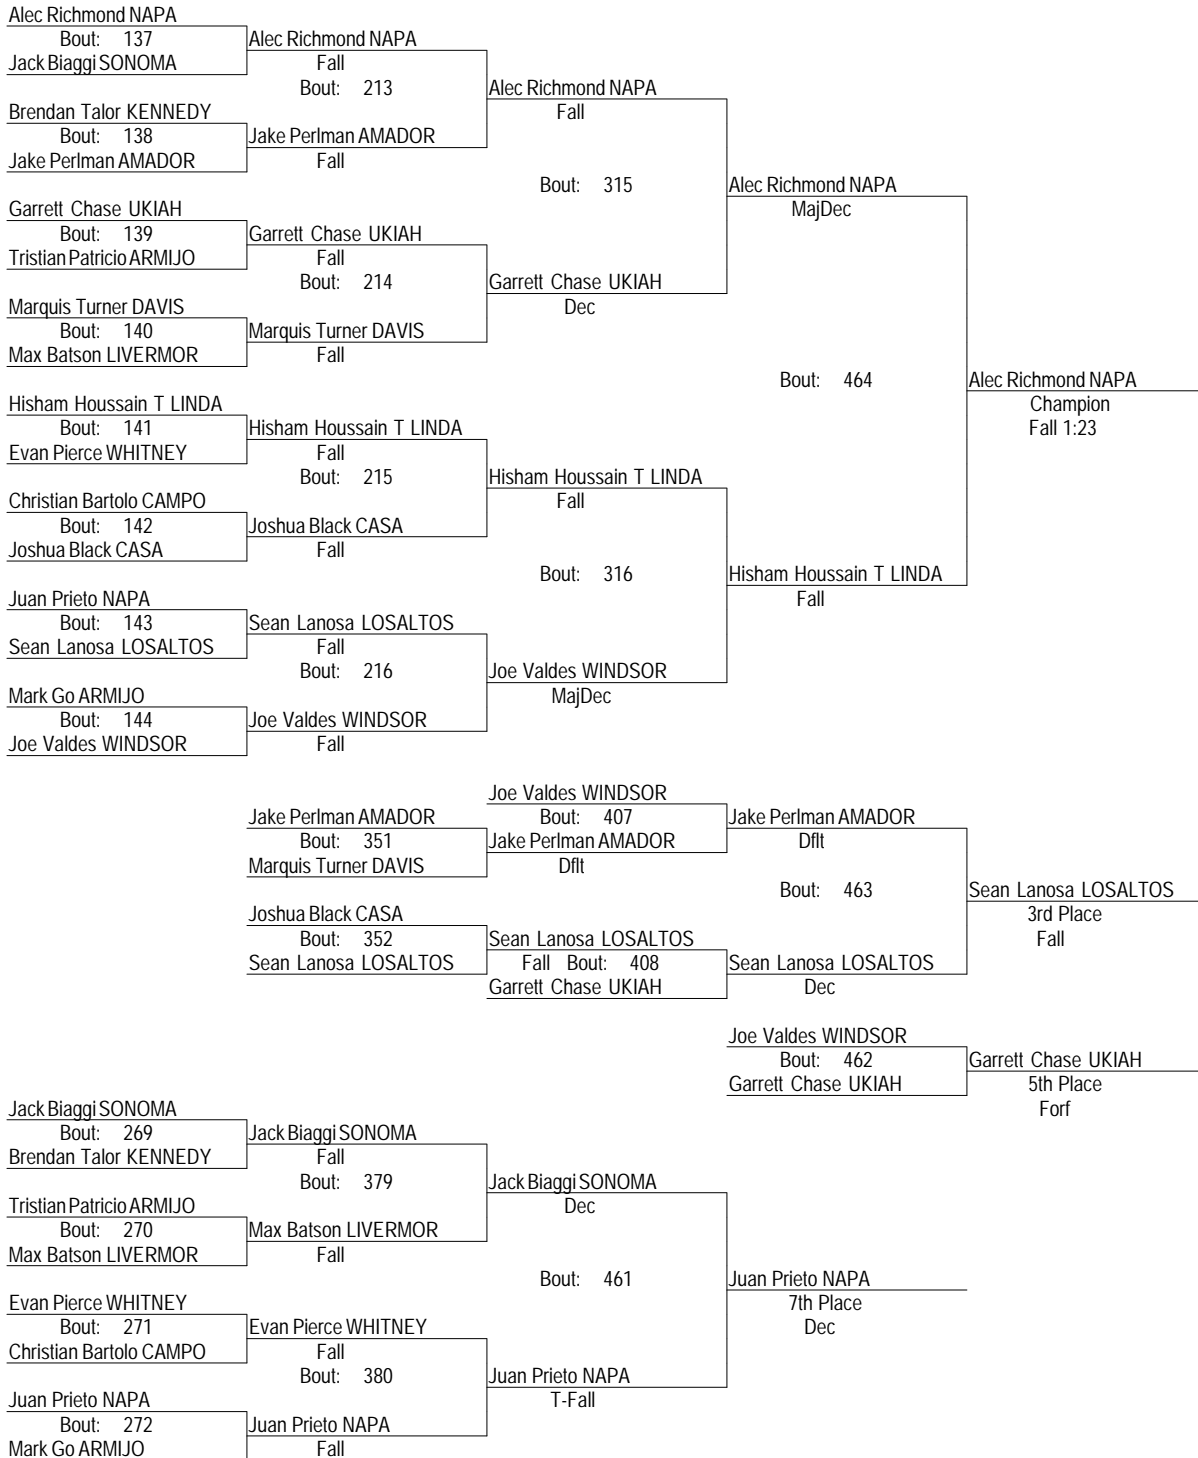 Alec Richmond NAPA
Bout: 137 Alec Richmond NAPA
Jack Biaggi SONOMA Fall
Bout: 213 Alec Richmond NAPA
Brendan Talor KENNEDY Fall
Bout: 138 Jake Perlman AMADOR
Jake Perlman AMADOR Fall
Bout: 315 Alec Richmond NAPA
Garrett Chase UKIAH MajDec
Bout: 139 Garrett Chase UKIAH
Tristian Patricio ARMIJO Fall
Bout: 214 Garrett Chase UKIAH
Marquis Turner DAVIS Dec
Bout: 140 Marquis Turner DAVIS
Max Batson LIVERMOR Fall
Bout: 464 Alec Richmond NAPA
Hisham Houssain T LINDA Champion
Bout: 141 Hisham Houssain T LINDA Fall 1:23
Evan Pierce WHITNEY Fall
Bout: 215 Hisham Houssain T LINDA
Christian Bartolo CAMPO Fall
Bout: 142 Joshua Black CASA
Joshua Black CASA Fall
Bout: 316 Hisham Houssain T LINDA
Juan Prieto NAPA Fall
Bout: 143 Sean Lanosa LOSALTOS
Sean Lanosa LOSALTOS Fall
Bout: 216 Joe Valdes WINDSOR
Mark Go ARMIJO MajDec
Bout: 144 Joe Valdes WINDSOR
Joe Valdes WINDSOR Fall
Joe Valdes WINDSOR
Jake Perlman AMADOR Bout: 407 Jake Perlman AMADOR
Bout: 351 Jake Perlman AMADOR Dflt
Marquis Turner DAVIS Dflt
Bout: 463 Sean Lanosa LOSALTOS
Joshua Black CASA 3rd Place
Bout: 352 Sean Lanosa LOSALTOS Fall
Sean Lanosa LOSALTOS Fall Bout: 408 Sean Lanosa LOSALTOS
Garrett Chase UKIAH Dec
Joe Valdes WINDSOR
Bout: 462 Garrett Chase UKIAH
Garrett Chase UKIAH 5th Place
Jack Biaggi SONOMA Forf
Bout: 269 Jack Biaggi SONOMA
Brendan Talor KENNEDY Fall
Bout: 379 Jack Biaggi SONOMA
Tristian Patricio ARMIJO Dec
Bout: 270 Max Batson LIVERMOR
Max Batson LIVERMOR Fall
Bout: 461 Juan Prieto NAPA
Evan Pierce WHITNEY 7th Place
Bout: 271 Evan Pierce WHITNEY Dec
Christian Bartolo CAMPO Fall
Bout: 380 Juan Prieto NAPA
Juan Prieto NAPA T-Fall
Bout: 272 Juan Prieto NAPA
Mark Go ARMIJO Fall